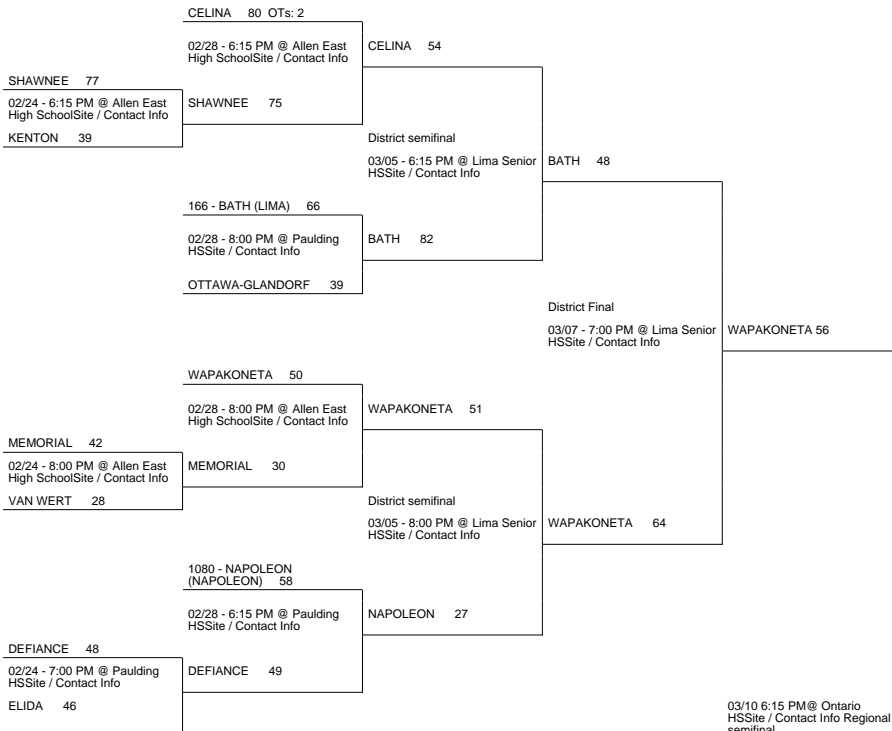 CELINA 80 OTs: 2
02/28 - 6:15 PM @ Allen East
High SchoolSite / Contact Info
CELINA 54
SHAWNEE 77
02/24 - 6:15 PM @ Allen East
High SchoolSite / Contact Info
SHAWNEE 75
KENTON 39
District semifinal
03/05 - 6:15 PM @ Lima Senior
HSSite / Contact Info
BATH 48
166 - BATH (LIMA) 66
02/28 - 8:00 PM @ Paulding
HSSite / Contact Info
BATH 82
OTTAWA-GLANDORF 39
District Final
03/07 - 7:00 PM @ Lima Senior
HSSite / Contact Info
WAPAKONETA 56
WAPAKONETA 50
02/28 - 8:00 PM @ Allen East
High SchoolSite / Contact Info
WAPAKONETA 51
MEMORIAL 42
02/24 - 8:00 PM @ Allen East
High SchoolSite / Contact Info
MEMORIAL 30
VAN WERT 28
District semifinal
03/05 - 8:00 PM @ Lima Senior
HSSite / Contact Info
WAPAKONETA 64
1080 - NAPOLEON
(NAPOLEON) 58
02/28 - 6:15 PM @ Paulding
HSSite / Contact Info
NAPOLEON 27
DEFIANCE 48
02/24 - 7:00 PM @ Paulding
HSSite / Contact Info
DEFIANCE 49
ELIDA 46
03/10 6:15 PM@ Ontario
HSSite / Contact Info Regional
semifinal